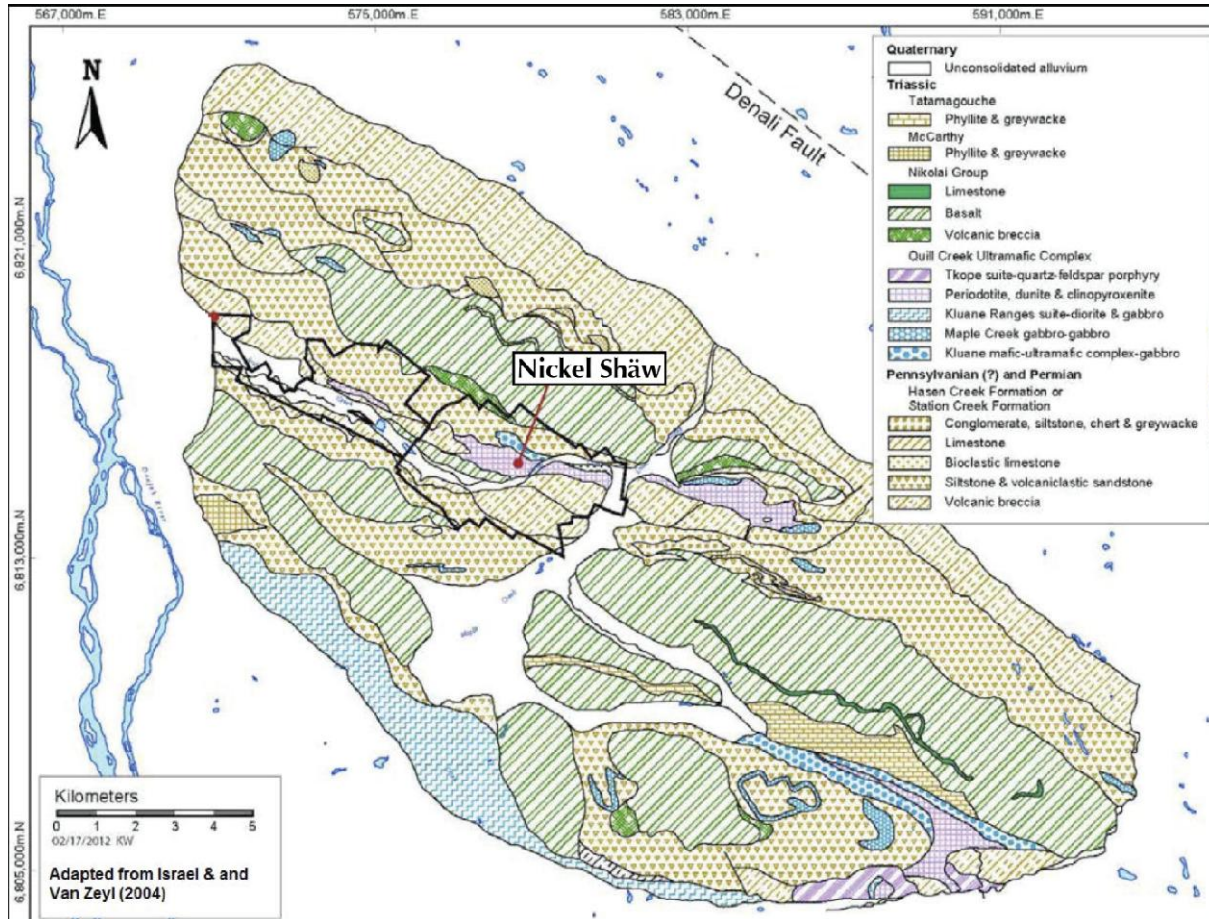 567,000m.E
575,000m.E
583,000m.E
591,000m.E
6,821,000m.N
6,813,000m.N
6,805,000m.N
N
Denali Fault
Nickel Shäw
Quaternary
Unconsolidated alluvium
Triassic
Tatamagouche
Phyllite & greywacke
McCarthy
Phyllite & greywacke
Nikolai Group
Limestone
Basalt
Volcanic breccia
Quill Creek Ultramafic Complex
Tkope suite-quartz-feldspar porphyry
Periodotite, dunite & clinopyroxenite
Kluane Ranges suite-diorite & gabbro
Maple Creek gabbro-gabbro
Kluane mafic-ultramafic complex-gabbro
Pennsylvanian (?) and Permian
Hasen Creek Formation or
Station Creek Formation
Conglomerate, siltstone, chert & greywacke
Limestone
Bioclastic limestone
Siltstone & volcaniclastic sandstone
Volcanic breccia
Kilometers
0 1 2 3 4 5
02/17/2012 KW
Adapted from Israel & and
Van Zeyl (2004)